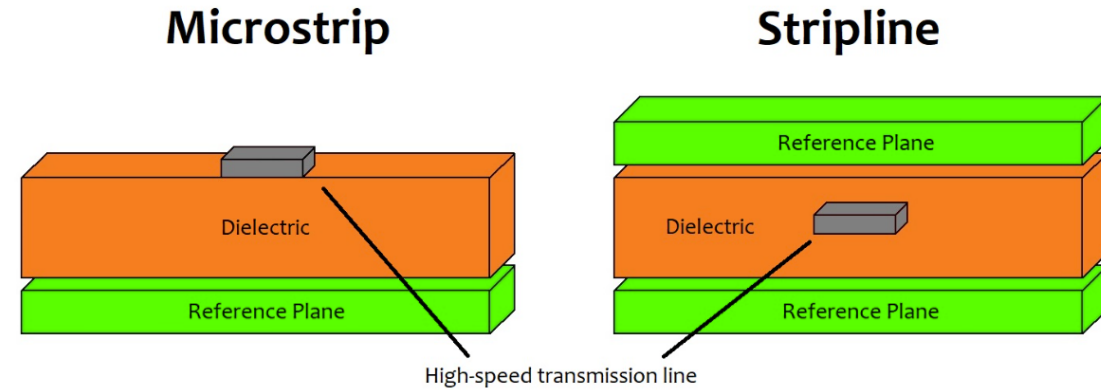 Microstrip
Stripline
Reference Plane
Dielectric
Dielectric
Reference Plane
Reference Plane
High-speed transmission line